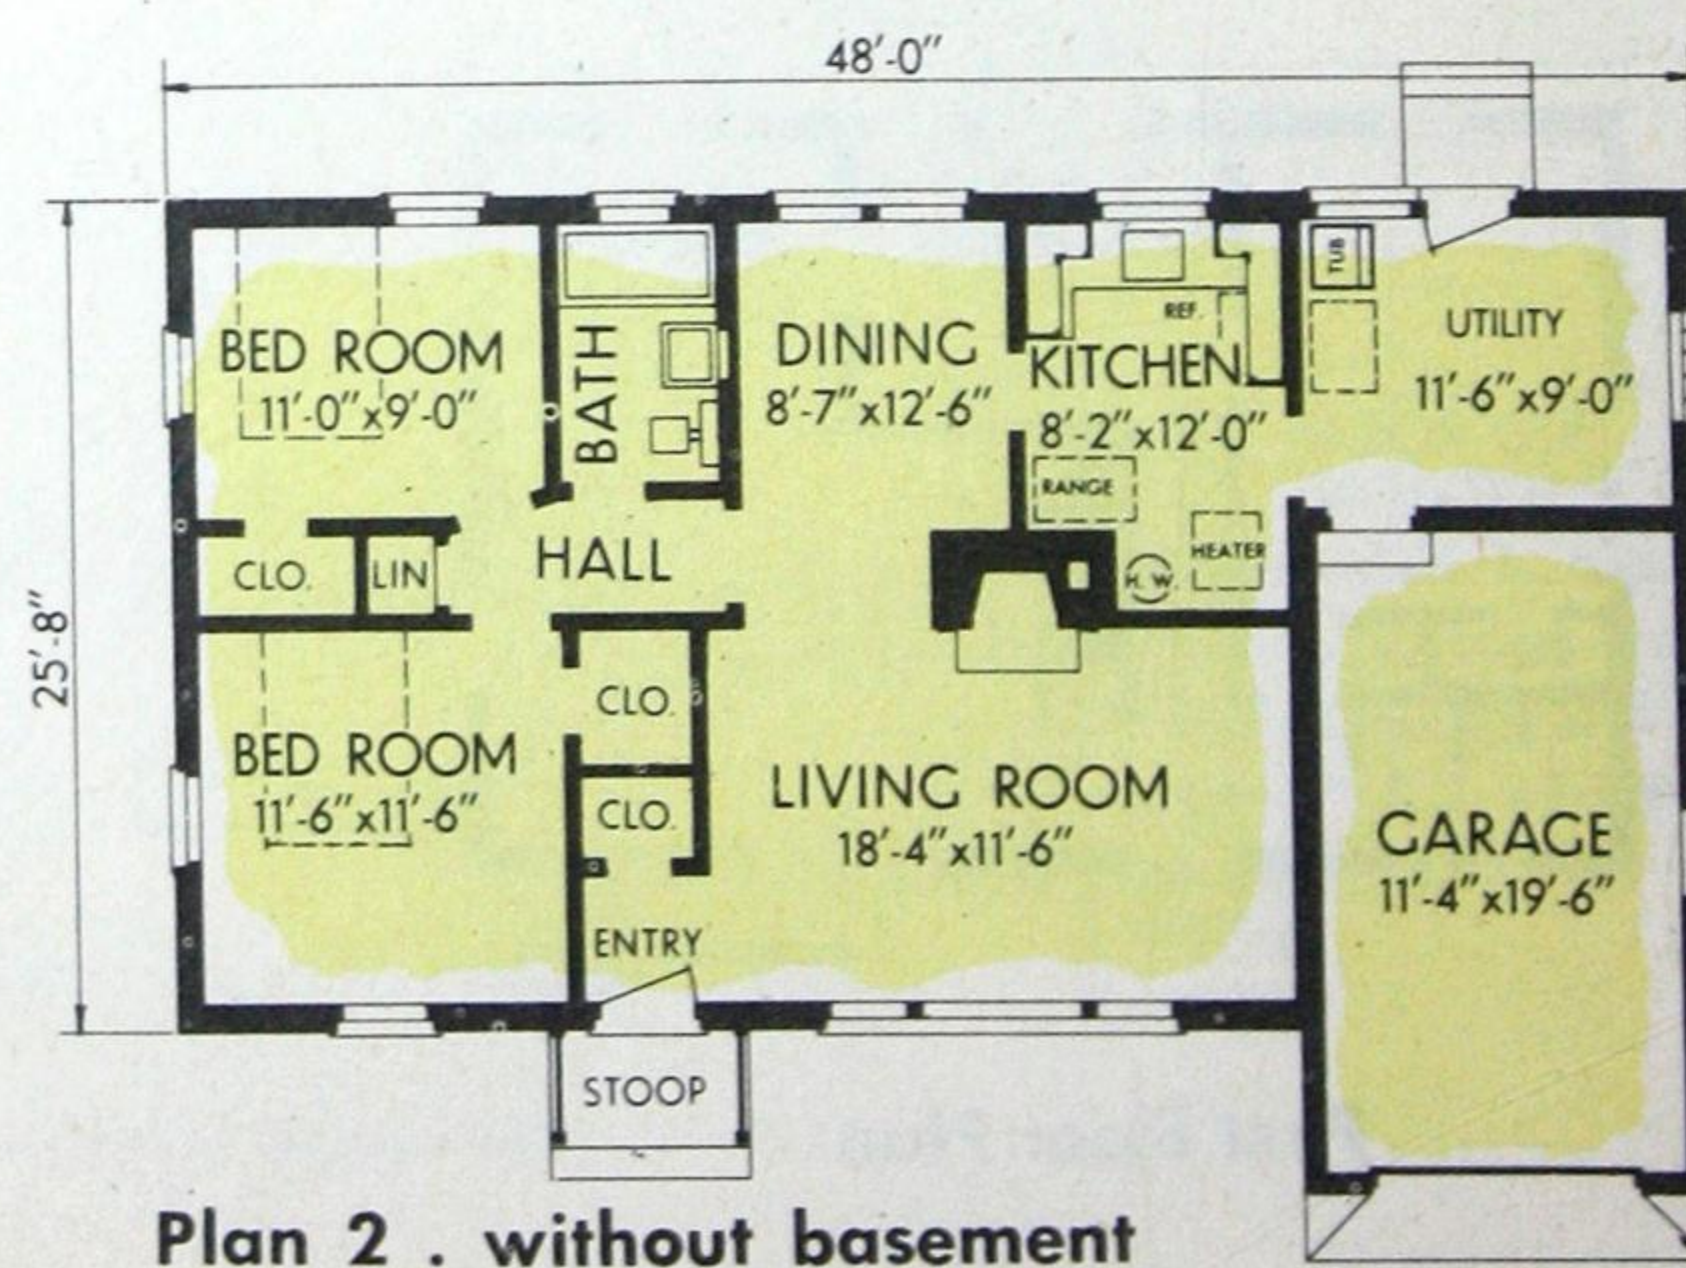 48'-0"
25'-8"
BED ROOM
11'-0"x9'-0"
BATH
DINING
8'-7"x12'-6"
REF.
KITCHEN
8'-2"x12'-0"
RANGE
HEATER
H.W.
TUB
UTILITY
11'-6"x9'-0"
CLO.
LIN
HALL
BED ROOM
11'-6"x11'-6"
CLO.
CLO.
ENTRY
LIVING ROOM
18'-4"x11'-6"
GARAGE
11'-4"x19'-6"
STOOP
Plan 2 . without basement